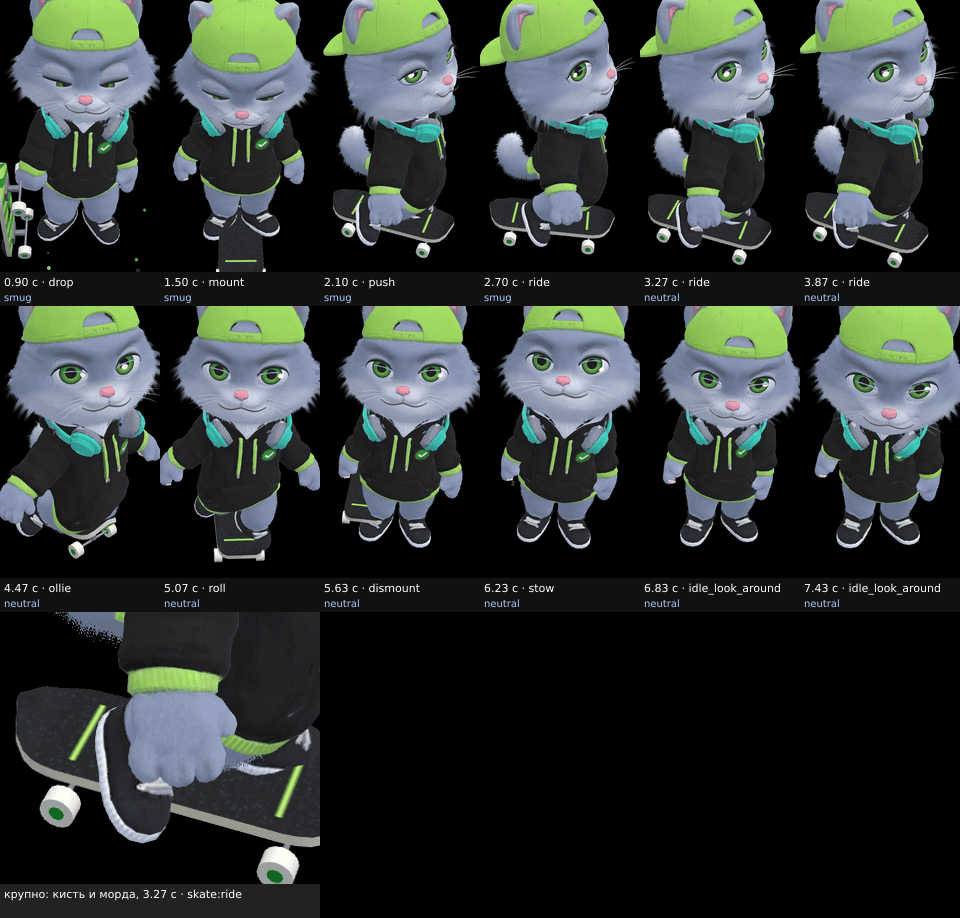 0.90 с · drop
smug
1.50 с · mount
smug
2.10 с · push
smug
2.70 с · ride
smug
3.27 с · ride
neutral
3.87 с · ride
neutral
4.47 с · ollie
neutral
5.07 с · roll
neutral
5.63 с · dismount
neutral
6.23 с · stow
neutral
6.83 с · idle_look_around
neutral
7.43 с · idle_look_around
neutral
крупно: кисть и морда, 3.27 с · skate:ride